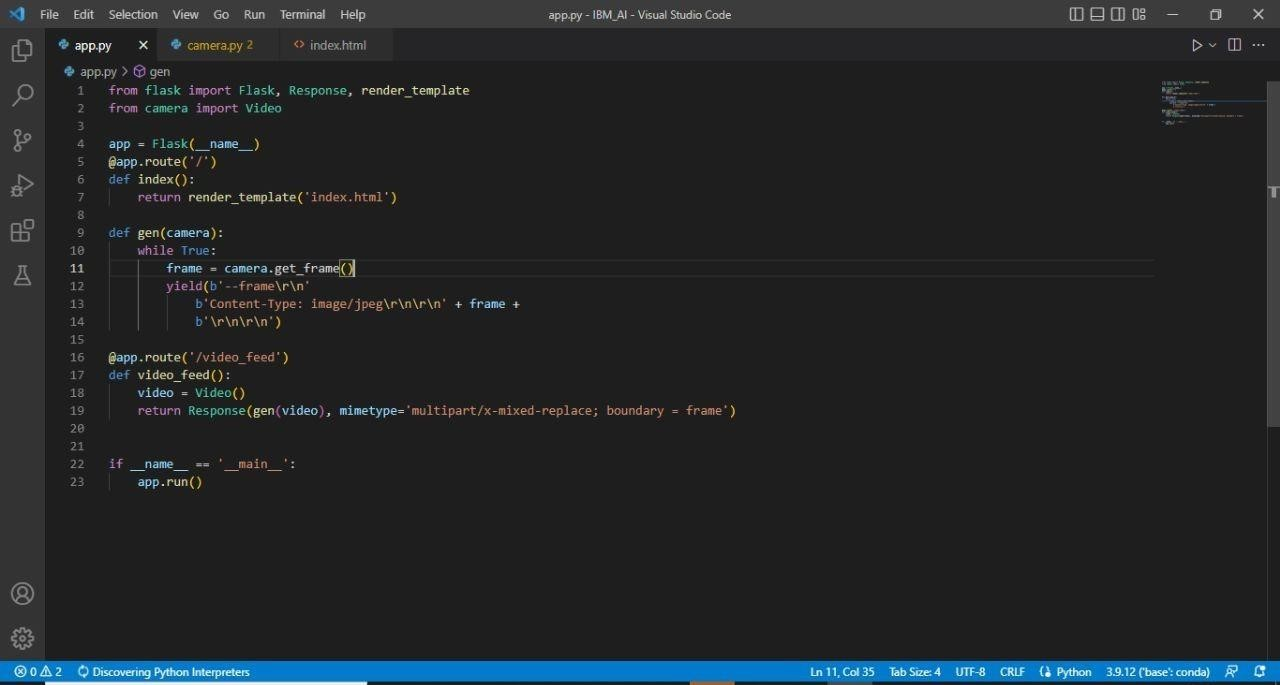 File Edit Selection View Go Run Terminal Help app.py - IBM_AI - Visual Studio Code
app.py camera.py 2 index.html
app.py > gen
1 from flask import Flask, Response, render_template
2 from camera import Video
3
4 app = Flask(__name__)
5 @app.route('/')
6 def index():
7     return render_template('index.html')
8
9 def gen(camera):
10     while True:
11         frame = camera.get_frame()
12         yield(b'--frame\r\n'
13             b'Content-Type: image/jpeg\r\n\r\n' + frame +
14             b'\r\n\r\n')
15
16 @app.route('/video_feed')
17 def video_feed():
18     video = Video()
19     return Response(gen(video), mimetype='multipart/x-mixed-replace; boundary = frame')
20
21
22 if __name__ == '__main__':
23     app.run()
0 2 Discovering Python Interpreters Ln 11, Col 35 Tab Size: 4 UTF-8 CRLF Python 3.9.12 ('base': conda)